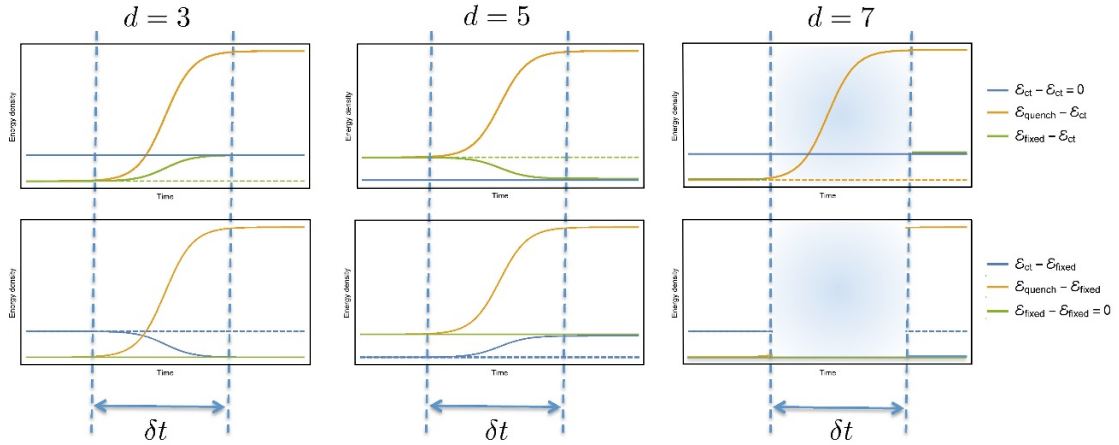 d = 3
d = 5
d = 7
Energy density
Time
Energy density
Time
Energy density
Time
ℰct – ℰct = 0
ℰquench – ℰct
ℰfixed – ℰct
Energy density
Time
Energy density
Time
Energy density
Time
ℰct – ℰfixed
ℰquench – ℰfixed
ℰfixed – ℰfixed = 0
δt
δt
δt